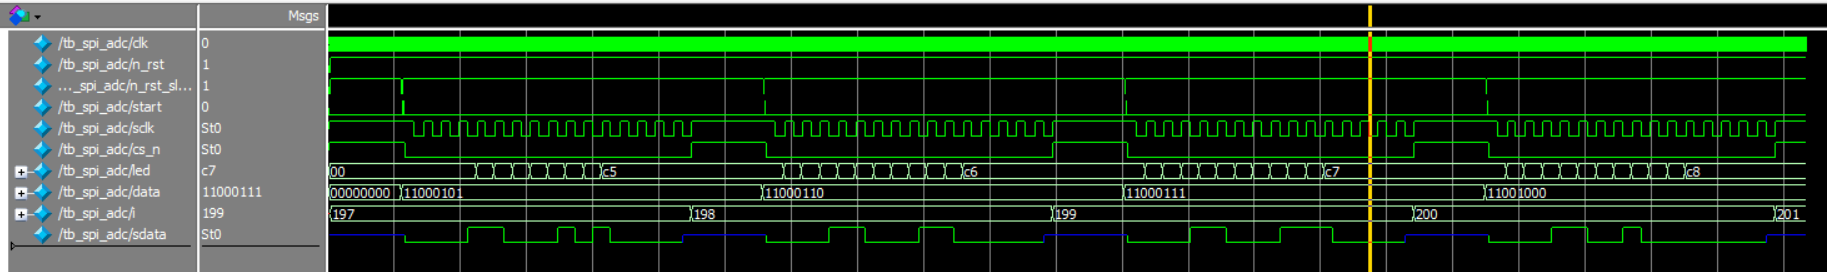 Msgs
/tb_spi_adc/clk 0
/tb_spi_adc/n_rst 1
..._spi_adc/n_rst_sl... 1
/tb_spi_adc/start 0
/tb_spi_adc/sclk St0
/tb_spi_adc/cs_n St0
/tb_spi_adc/led c7 00 c5 c6 c7 c8
/tb_spi_adc/data 11000111 00000000 11000101 11000110 11000111 11001000
/tb_spi_adc/i 199 197 198 199 200 201
/tb_spi_adc/sdata St0